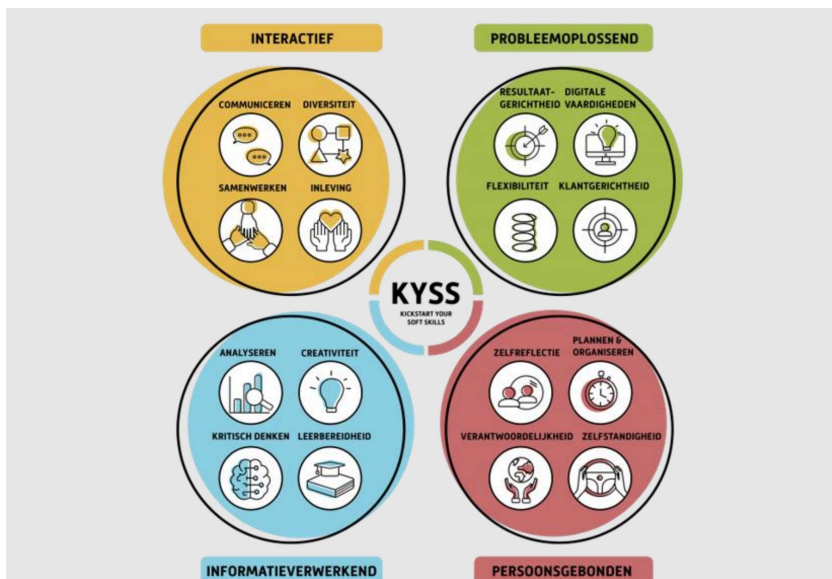 INTERACTIEF
COMMUNICEREN
DIVERSITEIT
SAMENWERKEN
INLEVING
PROBLEEMOPLOSSEND
RESULTAAT-
GERICHTHEID
DIGITALE
VAARDIGHEDEN
FLEXIBILITEIT
KLANTGERICHTHEID
KYSS
KICKSTART YOUR
SOFT SKILLS
ANALYSEREN
CREATIVITEIT
KRITISCH DENKEN
LEERBEREIDHEID
INFORMATIEVERWERKEND
ZELFREFLECTIE
PLANNEN &
ORGANISEREN
VERANTWOORDELIJKHEID
ZELFSTANDIGHEID
PERSOONSGEBONDEN